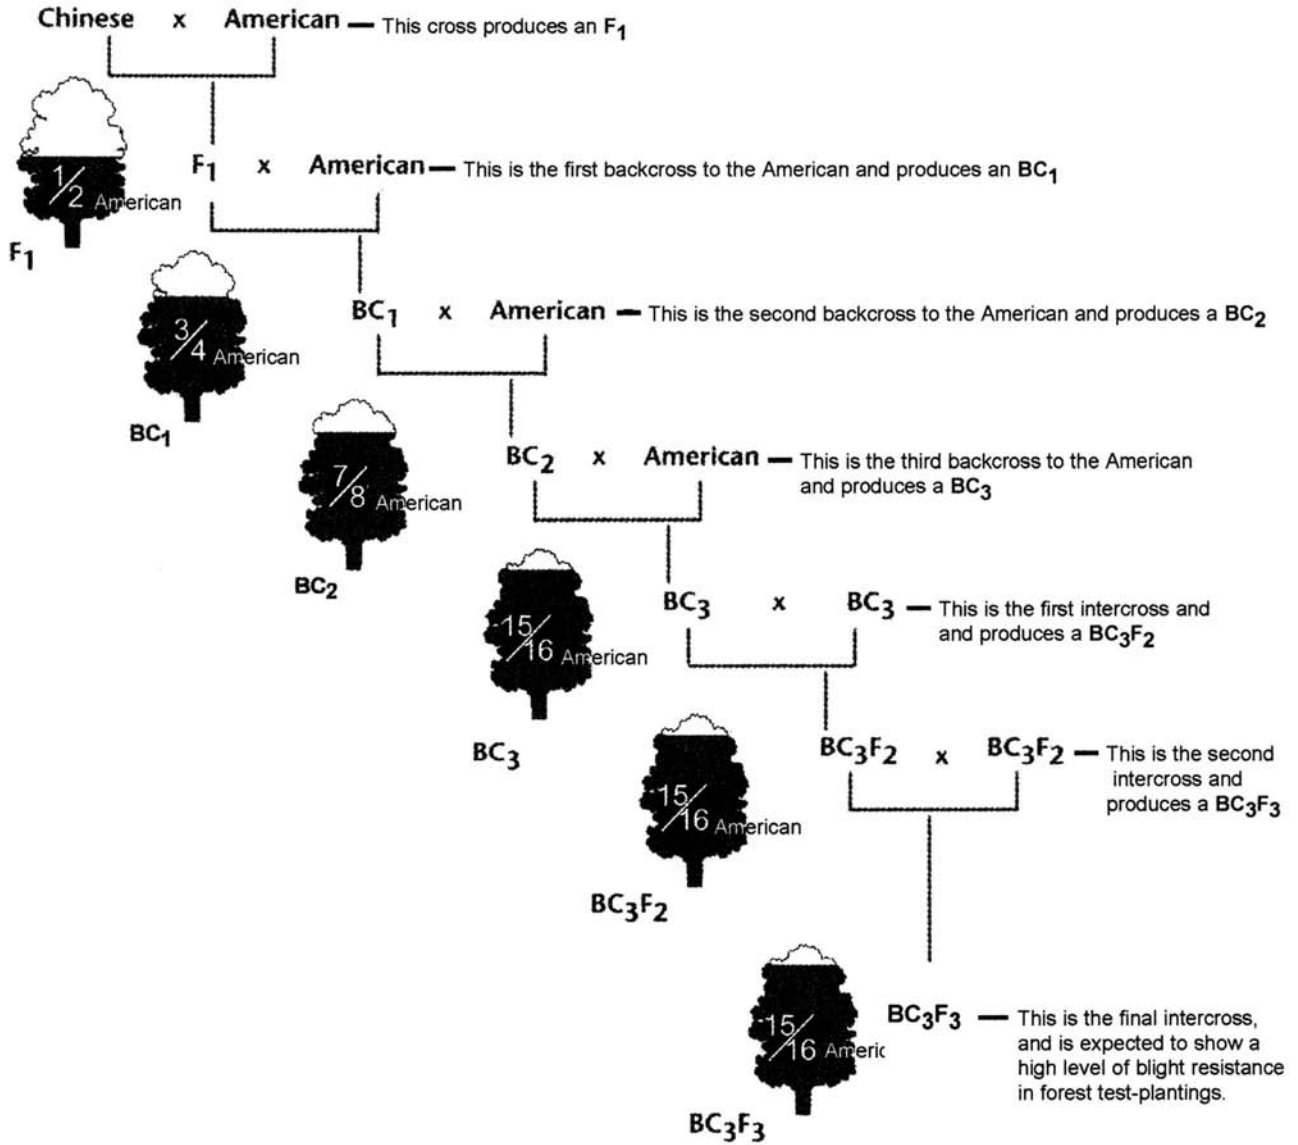 Chinese x American — This cross produces an F1
1/2 American
F1
F1 x American — This is the first backcross to the American and produces an BC1
3/4 American
BC1
BC1 x American — This is the second backcross to the American and produces a BC2
7/8 American
BC2
BC2 x American — This is the third backcross to the American
and produces a BC3
15/16 American
BC3
BC3 x BC3 — This is the first intercross and
and produces a BC3F2
15/16 American
BC3F2
BC3F2 x BC3F2 — This is the second
intercross and
produces a BC3F3
15/16 Americ
BC3F3
BC3F3 — This is the final intercross,
and is expected to show a
high level of blight resistance
in forest test-plantings.